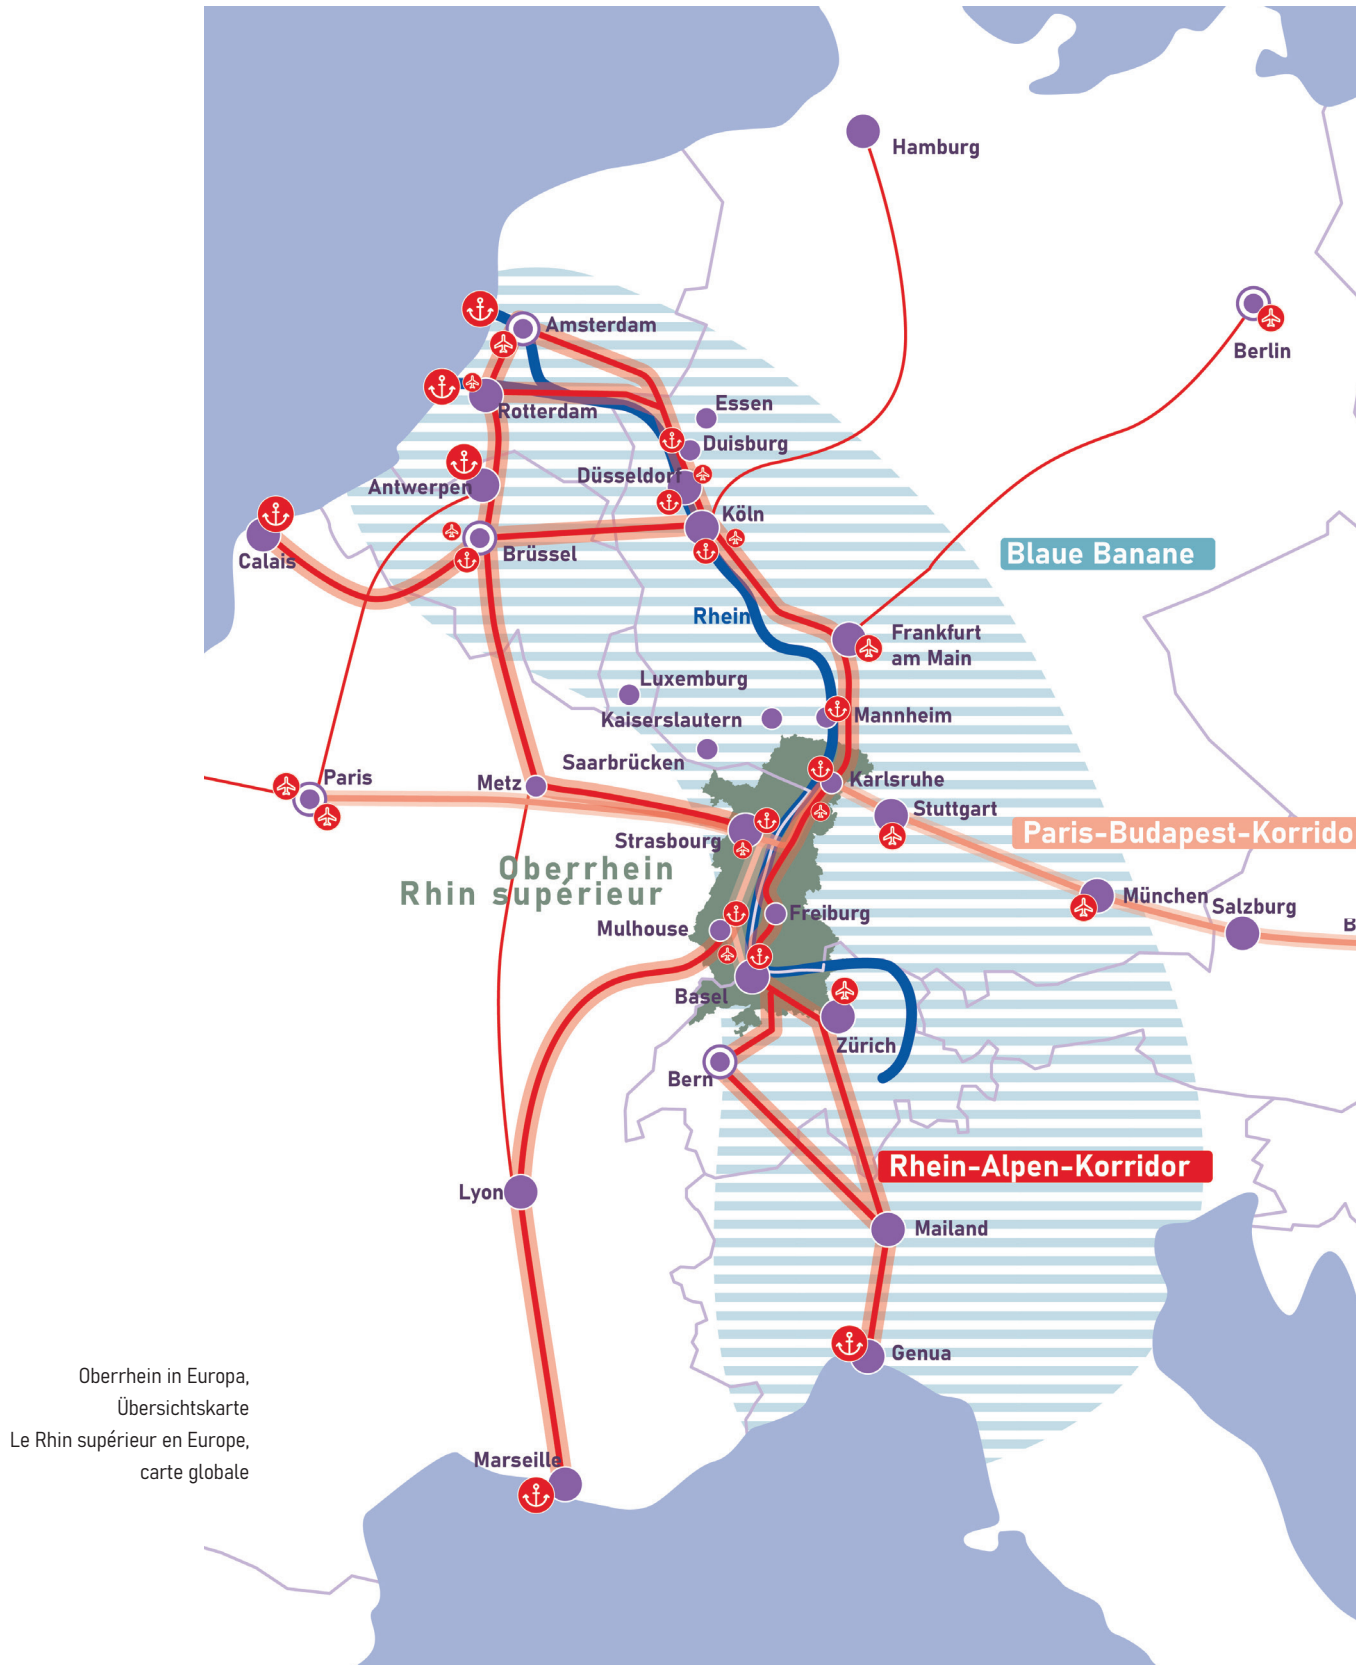 Hamburg
Amsterdam
Berlin
Essen
Rotterdam
Duisburg
Düsseldorf
Antwerpen
Köln
Brüssel
Calais
Blaue Banane
Rhein
Frankfurt
am Main
Luxemburg
Kaiserslautern
Mannheim
Saarbrücken
Paris
Metz
Karlsruhe
Stuttgart
Paris-Budapest-Korrido
Strasbourg
Oberrhein
Rhin supérieur
München
Salzburg
Freiburg
Mulhouse
B
Basel
Zürich
Bern
Rhein-Alpen-Korridor
Lyon
Mailand
Genua
Oberrhein in Europa,
Übersichtskarte
Le Rhin supérieur en Europe,
carte globale
Marseille